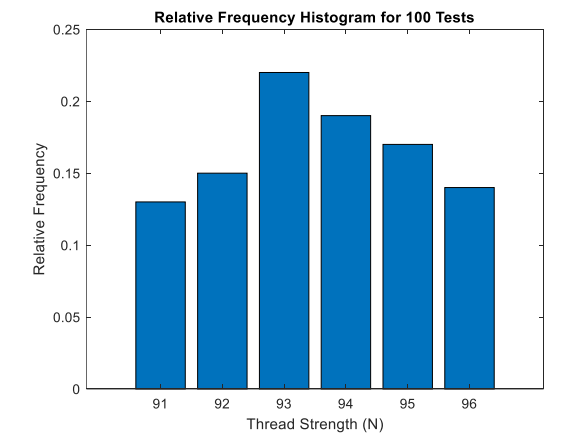 Relative Frequency Histogram for 100 Tests
0.25
0.2
0.15
0.1
0.05
0
Relative Frequency
91 92 93 94 95 96
Thread Strength (N)